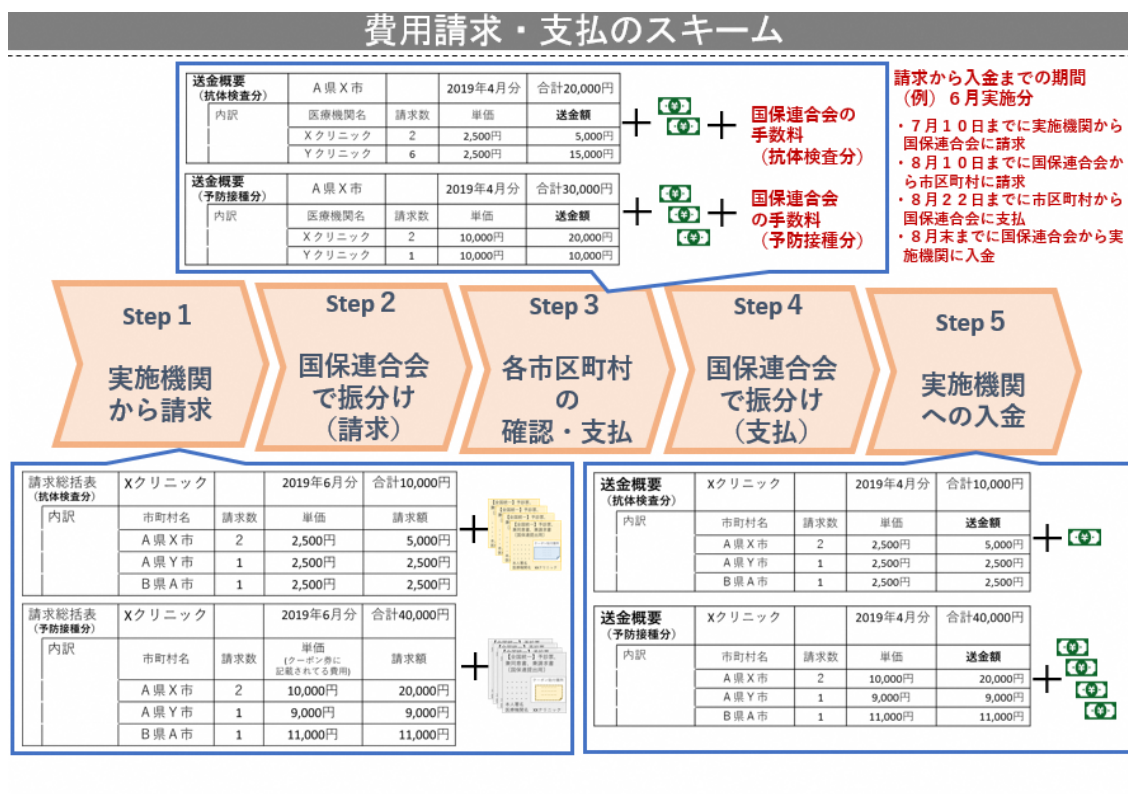 費用請求・支払のスキーム
送金概要
（抗体検査分）
A県X市
2019年4月分
合計20,000円
内訳
医療機関名
請求数
単価
送金額
Xクリニック
2
2,500円
5,000円
Yクリニック
6
2,500円
15,000円
国保連合会の
手数料
（抗体検査分）
送金概要
（予防接種分）
A県X市
2019年4月分
合計30,000円
内訳
医療機関名
請求数
単価
送金額
Xクリニック
2
10,000円
20,000円
Yクリニック
1
10,000円
10,000円
国保連合会
の手数料
（予防接種分）
請求から入金までの期間
（例）６月実施分
・７月１０日までに実施機関から
国保連合会に請求
・８月１０日までに国保連合会か
ら市区町村に請求
・８月２２日までに市区町村から
国保連合会に支払
・８月末までに国保連合会から実
施機関に入金
Step 1
実施機関
から請求
Step 2
国保連合会
で振分け
（請求）
Step 3
各市区町村
の
確認・支払
Step 4
国保連合会
で振分け
（支払）
Step 5
実施機関
への入金
請求総括表
（抗体検査分）
Xクリニック
2019年6月分
合計10,000円
内訳
市町村名
請求数
単価
請求額
A県X市
2
2,500円
5,000円
A県Y市
1
2,500円
2,500円
B県A市
1
2,500円
2,500円
請求総括表
（予防接種分）
Xクリニック
2019年6月分
合計40,000円
内訳
市町村名
請求数
単価
(クーポン券に
記載されてる費用)
請求額
A県X市
2
10,000円
20,000円
A県Y市
1
9,000円
9,000円
B県A市
1
11,000円
11,000円
送金概要
（抗体検査分）
Xクリニック
2019年4月分
合計10,000円
内訳
市町村名
請求数
単価
送金額
A県X市
2
2,500円
5,000円
A県Y市
1
2,500円
2,500円
B県A市
1
2,500円
2,500円
送金概要
（予防接種分）
Xクリニック
2019年4月分
合計40,000円
内訳
市町村名
請求数
単価
送金額
A県X市
2
10,000円
20,000円
A県Y市
1
9,000円
9,000円
B県A市
1
11,000円
11,000円